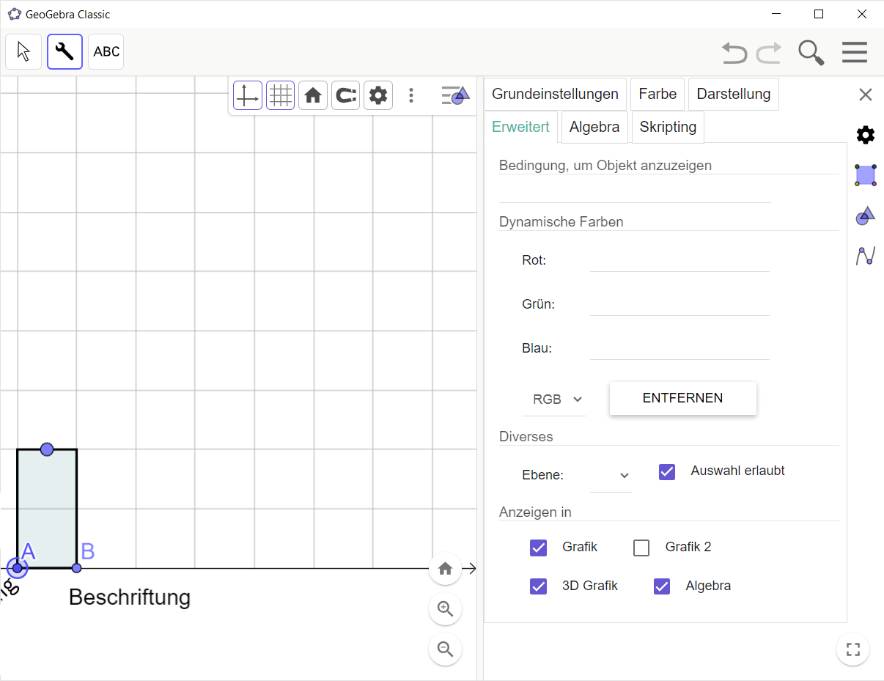 GeoGebra Classic
ABC
Grundeinstellungen Farbe Darstellung
Erweitert Algebra Skripting
Bedingung, um Objekt anzuzeigen
Dynamische Farben
Rot:
Grün:
Blau:
RGB ENTFERNEN
Diverses
Ebene: Auswahl erlaubt
Anzeigen in
Grafik Grafik 2
3D Grafik Algebra
A B
Beschriftung